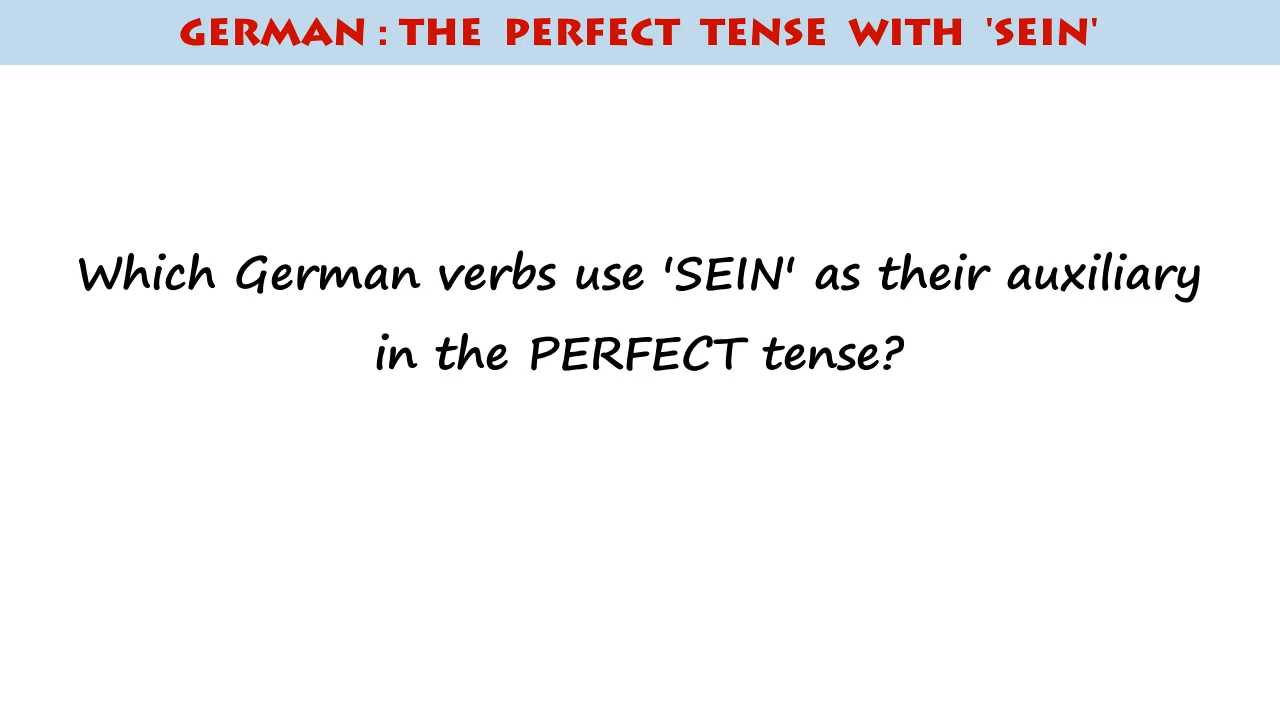 GERMAN : THE PERFECT TENSE WITH 'SEIN'
Which German verbs use 'SEIN' as their auxiliary
in the PERFECT tense?